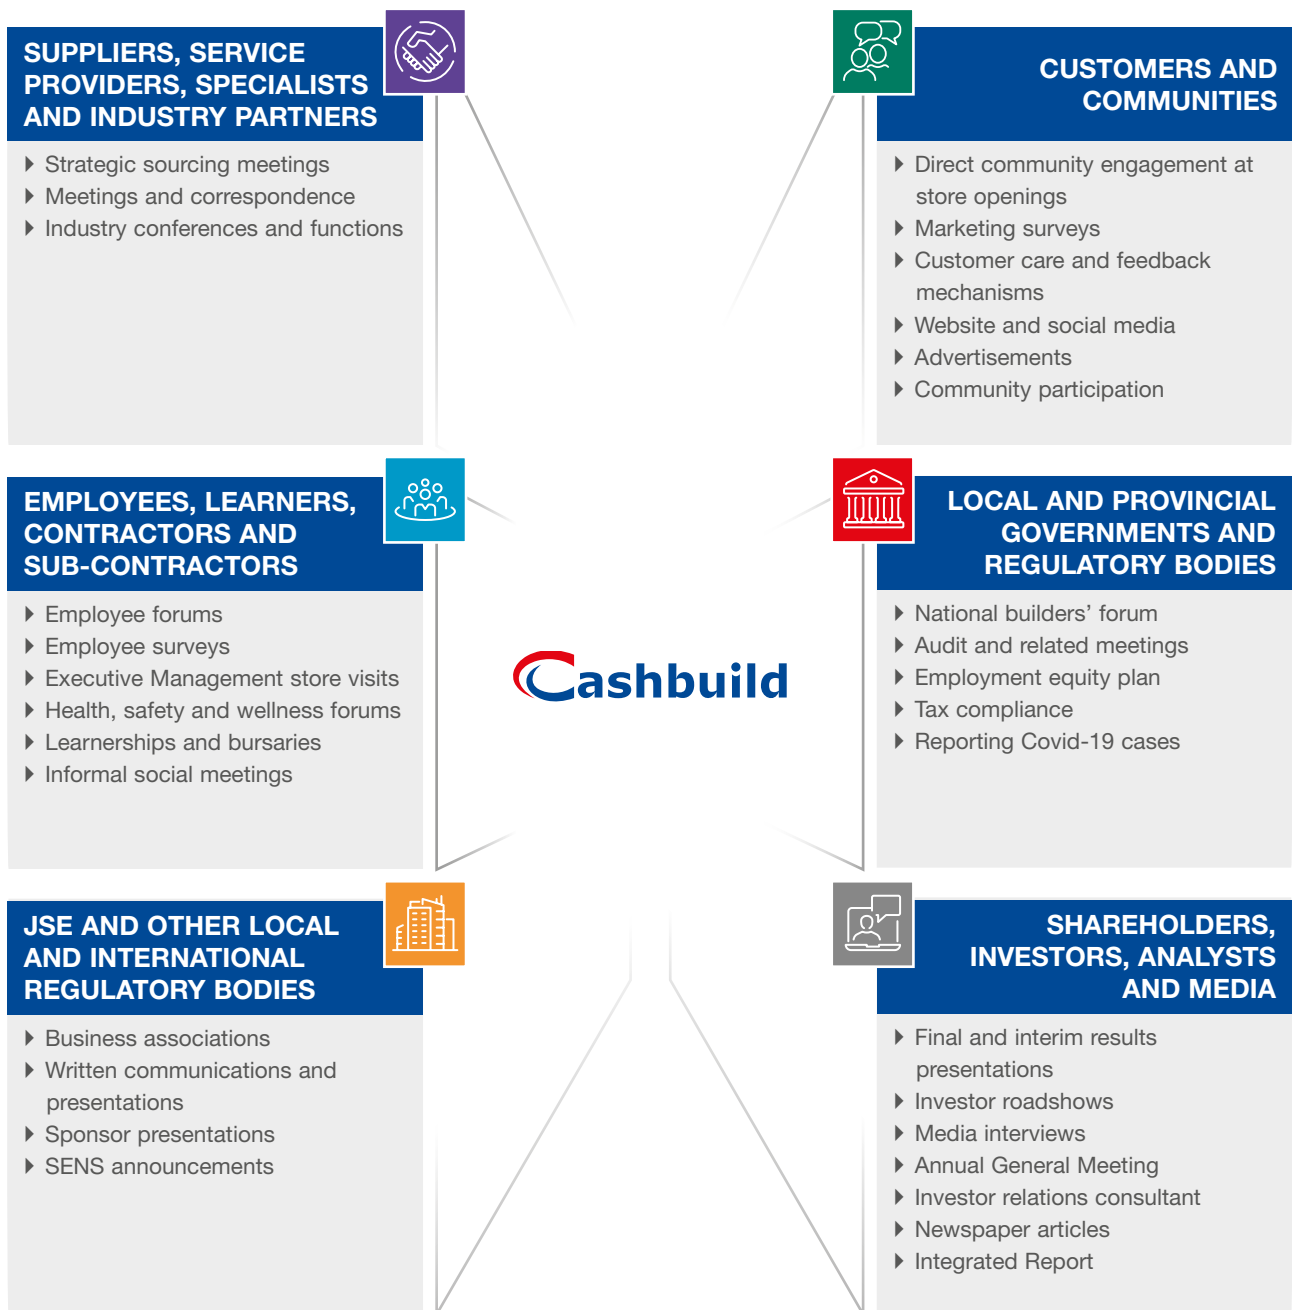 SUPPLIERS, SERVICE
PROVIDERS, SPECIALISTS
AND INDUSTRY PARTNERS
Strategic sourcing meetings
Meetings and correspondence
Industry conferences and functions
CUSTOMERS AND
COMMUNITIES
Direct community engagement at
store openings
Marketing surveys
Customer care and feedback
mechanisms
Website and social media
Advertisements
Community participation
EMPLOYEES, LEARNERS,
CONTRACTORS AND
SUB-CONTRACTORS
Employee forums
Employee surveys
Executive Management store visits
Health, safety and wellness forums
Learnerships and bursaries
Informal social meetings
Cashbuild
LOCAL AND PROVINCIAL
GOVERNMENTS AND
REGULATORY BODIES
National builders’ forum
Audit and related meetings
Employment equity plan
Tax compliance
Reporting Covid-19 cases
JSE AND OTHER LOCAL
AND INTERNATIONAL
REGULATORY BODIES
Business associations
Written communications and
presentations
Sponsor presentations
SENS announcements
SHAREHOLDERS,
INVESTORS, ANALYSTS
AND MEDIA
Final and interim results
presentations
Investor roadshows
Media interviews
Annual General Meeting
Investor relations consultant
Newspaper articles
Integrated Report